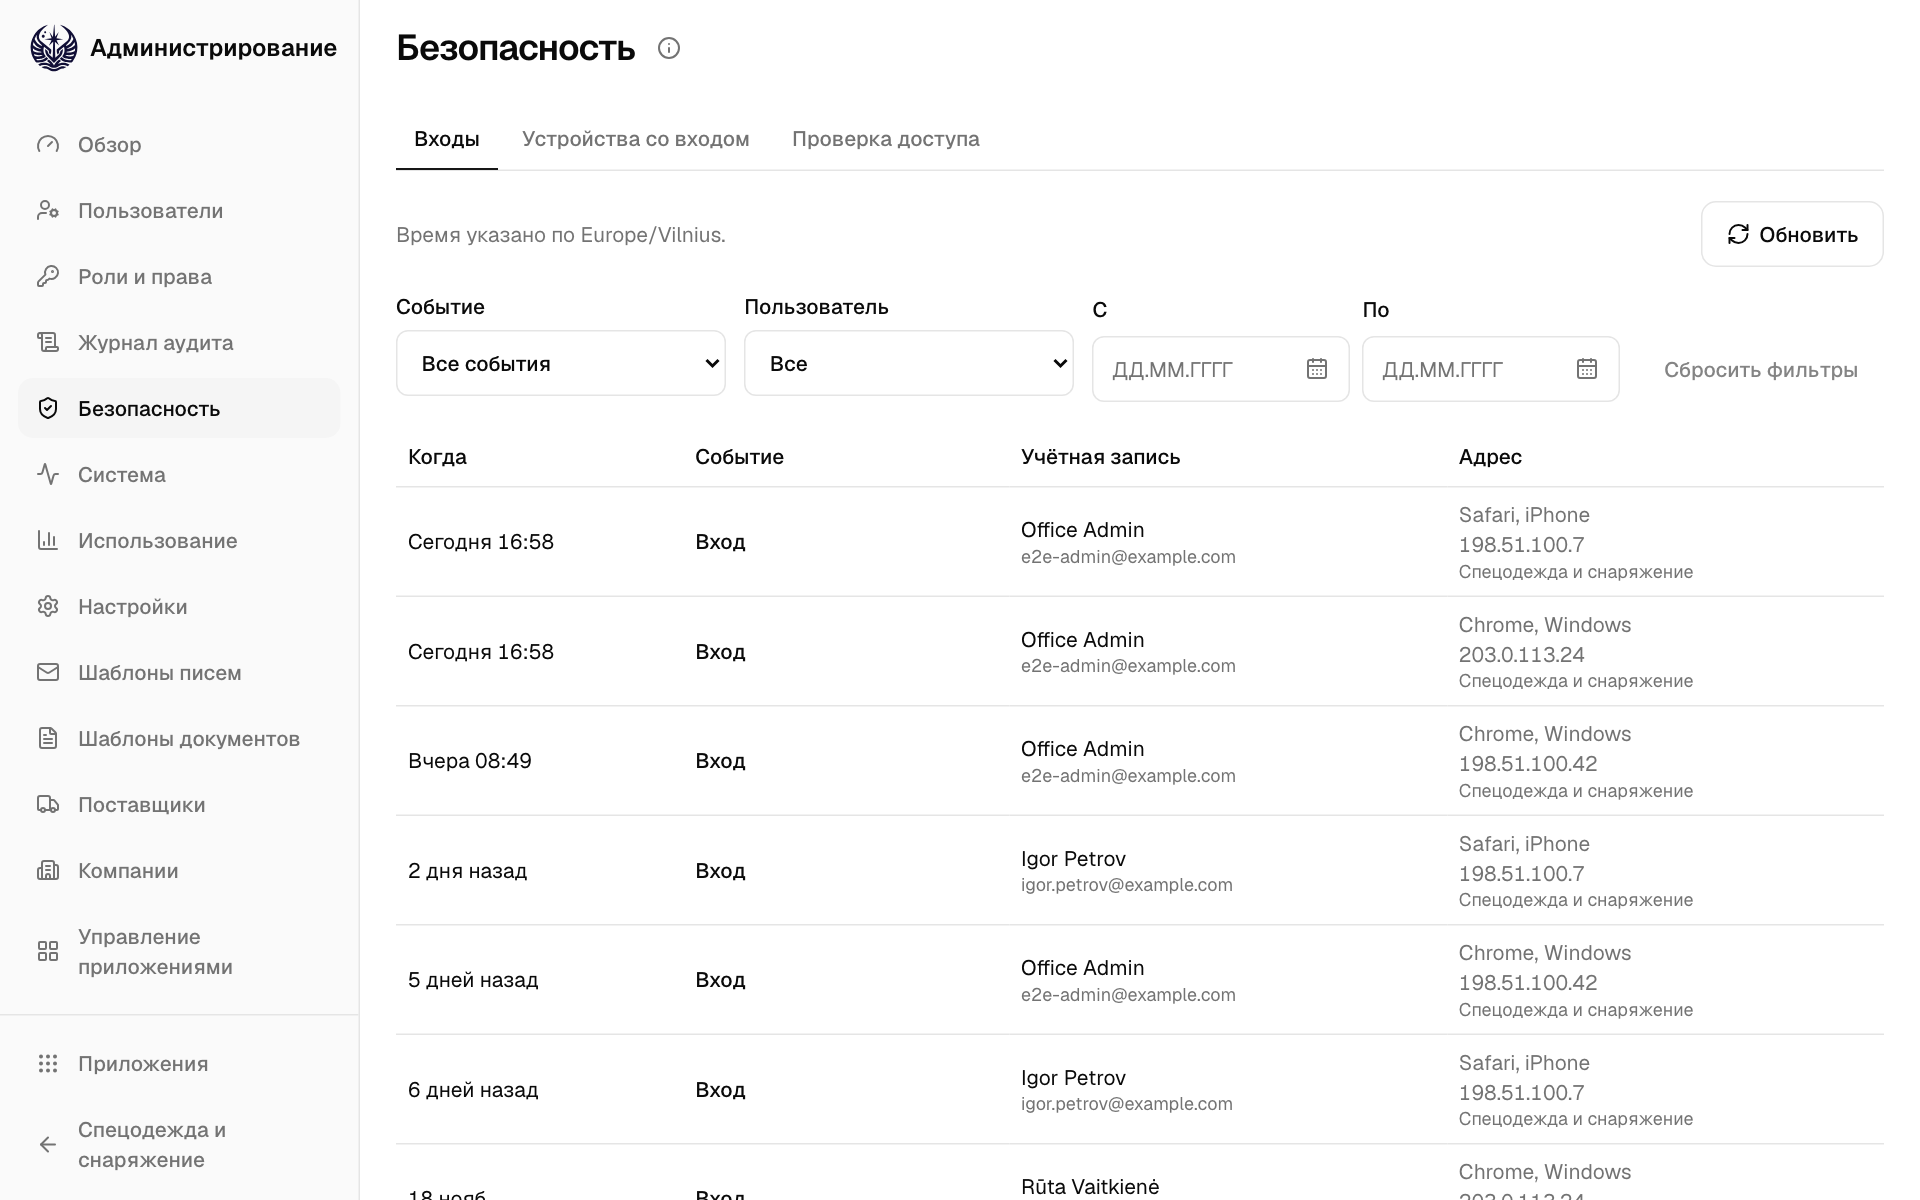 Администрирование
Обзор
Пользователи
Роли и права
Журнал аудита
Безопасность
Система
Использование
Настройки
Шаблоны писем
Шаблоны документов
Поставщики
Компании
Управление
приложениями
Приложения
Спецодежда и
снаряжение
Безопасность
Входы Устройства со входом Проверка доступа
Время указано по Europe/Vilnius.
Обновить
Событие Пользователь С По
Все события Все ДД.ММ.ГГГГ ДД.ММ.ГГГГ Сбросить фильтры
Когда Событие Учётная запись Адрес
Сегодня 16:58 Вход Office Admin
e2e-admin@example.com
Safari, iPhone
198.51.100.7
Спецодежда и снаряжение
Сегодня 16:58 Вход Office Admin
e2e-admin@example.com
Chrome, Windows
203.0.113.24
Спецодежда и снаряжение
Вчера 08:49 Вход Office Admin
e2e-admin@example.com
Chrome, Windows
198.51.100.42
Спецодежда и снаряжение
2 дня назад Вход Igor Petrov
igor.petrov@example.com
Safari, iPhone
198.51.100.7
Спецодежда и снаряжение
5 дней назад Вход Office Admin
e2e-admin@example.com
Chrome, Windows
198.51.100.42
Спецодежда и снаряжение
6 дней назад Вход Igor Petrov
igor.petrov@example.com
Safari, iPhone
198.51.100.7
Спецодежда и снаряжение
18 нояб. Вход Rūta Vaitkienė
Chrome, Windows
203.0.113.24